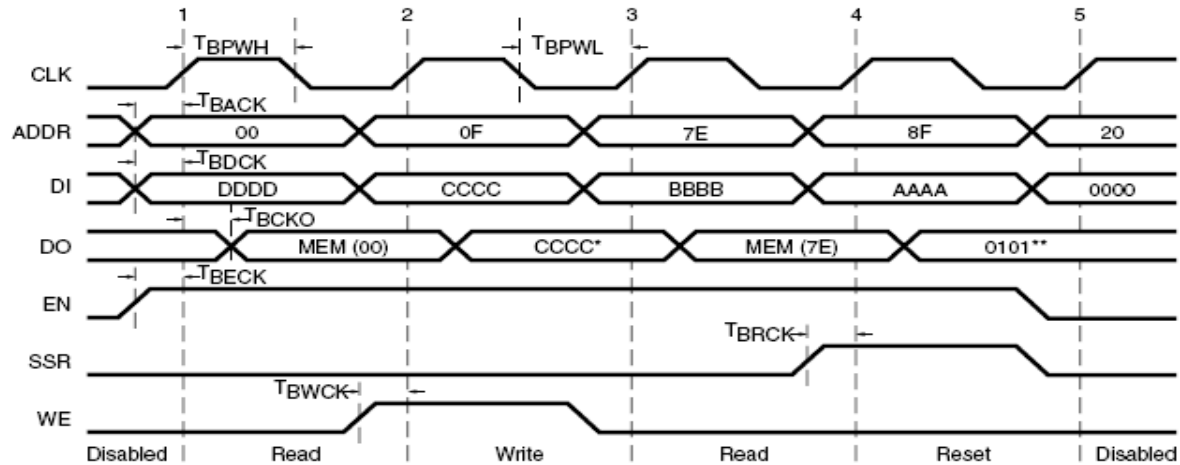 1 2 3 4 5
TBPWH TBPWL
CLK
TBACK
ADDR 00 0F 7E 8F 20
TBDCK
DI DDDD CCCC BBBB AAAA 0000
TBCKO
DO MEM (00) CCCC* MEM (7E) 0101**
TBECK
EN
TBRCK
SSR
TBWCK
WE
Disabled Read Write Read Reset Disabled